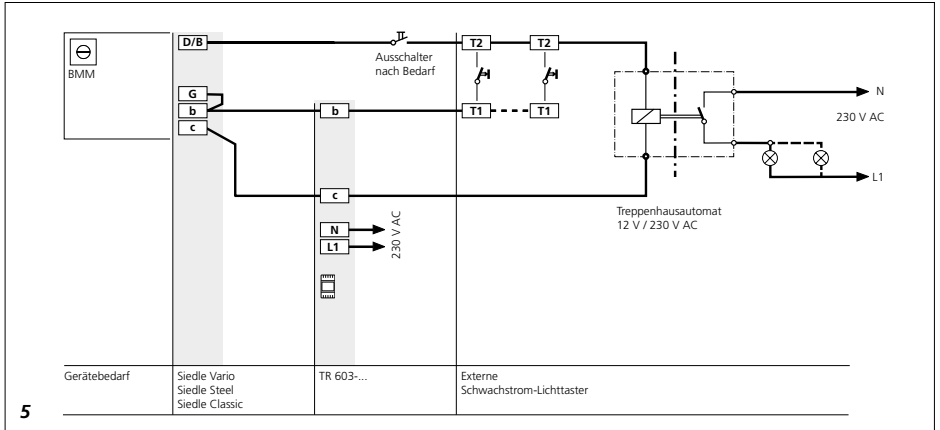 BMM
D/B
G
b
c
Ausschalter
nach Bedarf
T2
T2
T1
T1
b
c
N
L1
230 V AC
N
230 V AC
L1
Treppenhausautomat
12 V / 230 V AC
Gerätebedarf
Siedle Vario
Siedle Steel
Siedle Classic
TR 603-...
Externe
Schwachstrom-Lichttaster
5